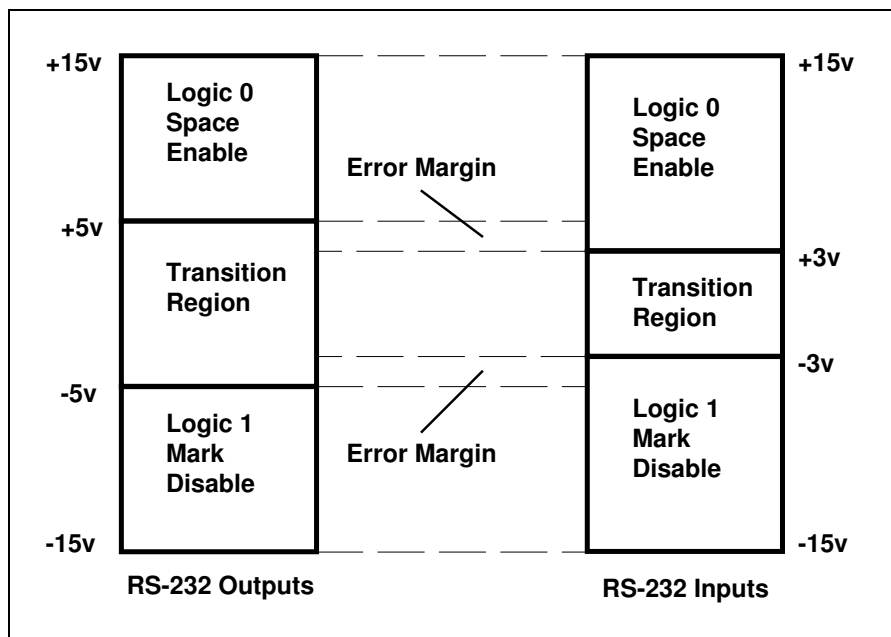 +15v
Logic 0
Space
Enable
+5v
Transition
Region
-5v
Logic 1
Mark
Disable
-15v
RS-232 Outputs
Error Margin
Error Margin
+15v
Logic 0
Space
Enable
+3v
Transition
Region
-3v
Logic 1
Mark
Disable
-15v
RS-232 Inputs